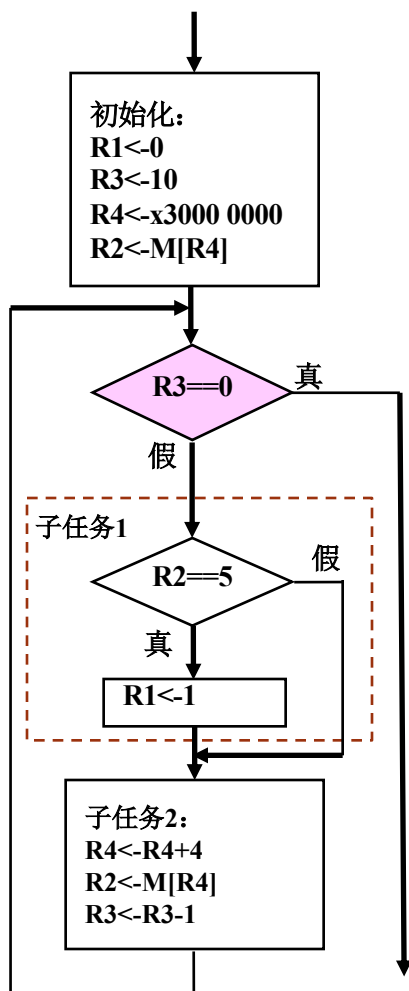 初始化：
R1<-0
R3<-10
R4<-x3000 0000
R2<-M[R4]
R3==0
真
假
子任务1
R2==5
假
真
R1<-1
子任务2：
R4<-R4+4
R2<-M[R4]
R3<-R3-1